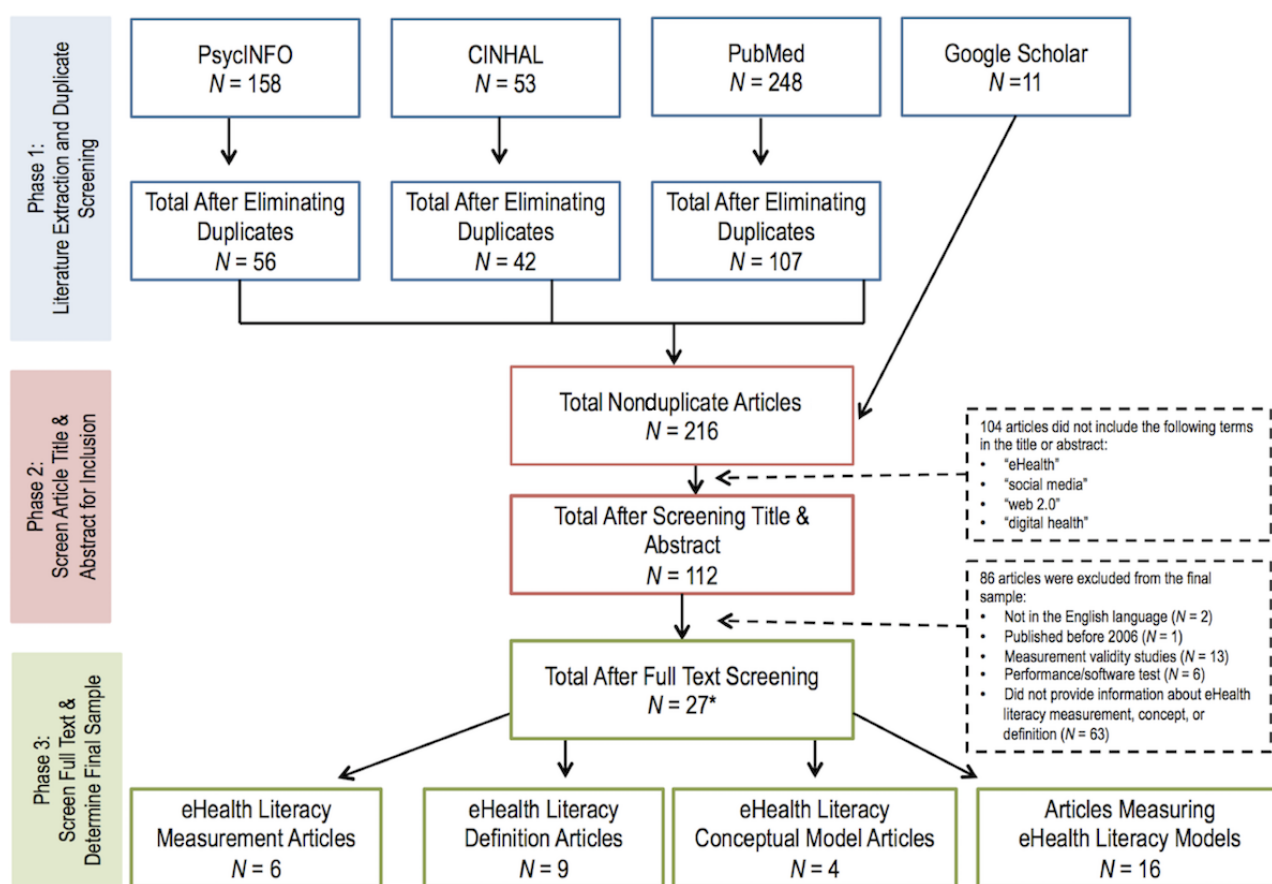 PsycINFO
N = 158
CINHAL
N = 53
PubMed
N = 248
Google Scholar
N =11
Phase 1:
Literature Extraction and Duplicate
Screening
Total After Eliminating
Duplicates
N = 56
Total After Eliminating
Duplicates
N = 42
Total After Eliminating
Duplicates
N = 107
Phase 2:
Screen Article Title &
Abstract for Inclusion
Total Nonduplicate Articles
N = 216
104 articles did not include the following terms
in the title or abstract:
• “eHealth”
• “social media”
• “web 2.0”
• “digital health”
Total After Screening Title &
Abstract
N = 112
86 articles were excluded from the final
sample:
• Not in the English language (N = 2)
• Published before 2006 (N = 1)
• Measurement validity studies (N = 13)
• Performance/software test (N = 6)
• Did not provide information about eHealth
literacy measurement, concept, or
definition (N = 63)
Phase 3:
Screen Full Text &
Determine Final Sample
Total After Full Text Screening
N = 27*
eHealth Literacy
Measurement Articles
N = 6
eHealth Literacy
Definition Articles
N = 9
eHealth Literacy
Conceptual Model Articles
N = 4
Articles Measuring
eHealth Literacy Models
N = 16